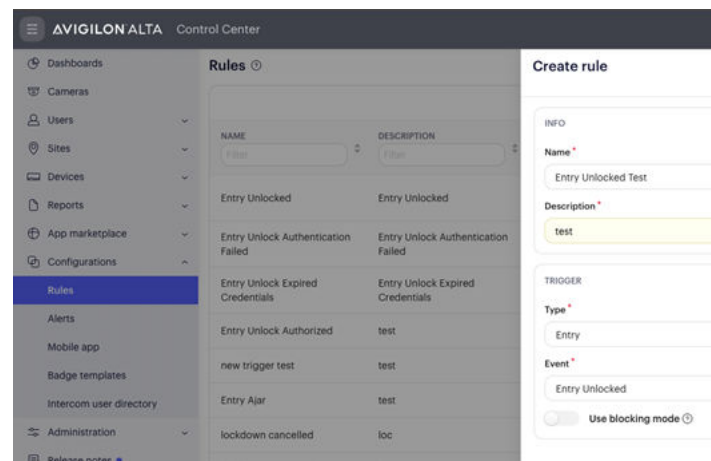 AVIGILON ALTA Control Center
Dashboards
Cameras
Users
Sites
Devices
Reports
App marketplace
Configurations
Rules
Alerts
Mobile app
Badge templates
Intercom user directory
Administration
Release notes
Rules
NAME DESCRIPTION
Filter Filter
Entry Unlocked Entry Unlocked
Entry Unlock Authentication Entry Unlock Authentication
Failed Failed
Entry Unlock Expired Entry Unlock Expired
Credentials Credentials
Entry Unlock Authorized test
new trigger test test
Entry Ajar test
lockdown cancelled loc
Create rule
INFO
Name *
Entry Unlocked Test
Description *
test
TRIGGER
Type *
Entry
Event *
Entry Unlocked
Use blocking mode